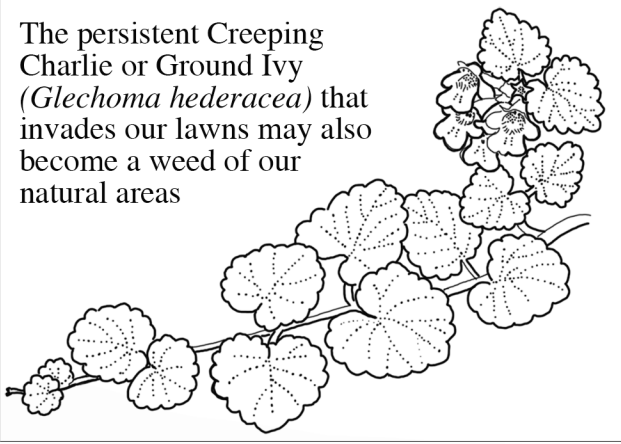 The persistent Creeping
Charlie or Ground Ivy
(Glechoma hederacea) that
invades our lawns may also
become a weed of our
natural areas